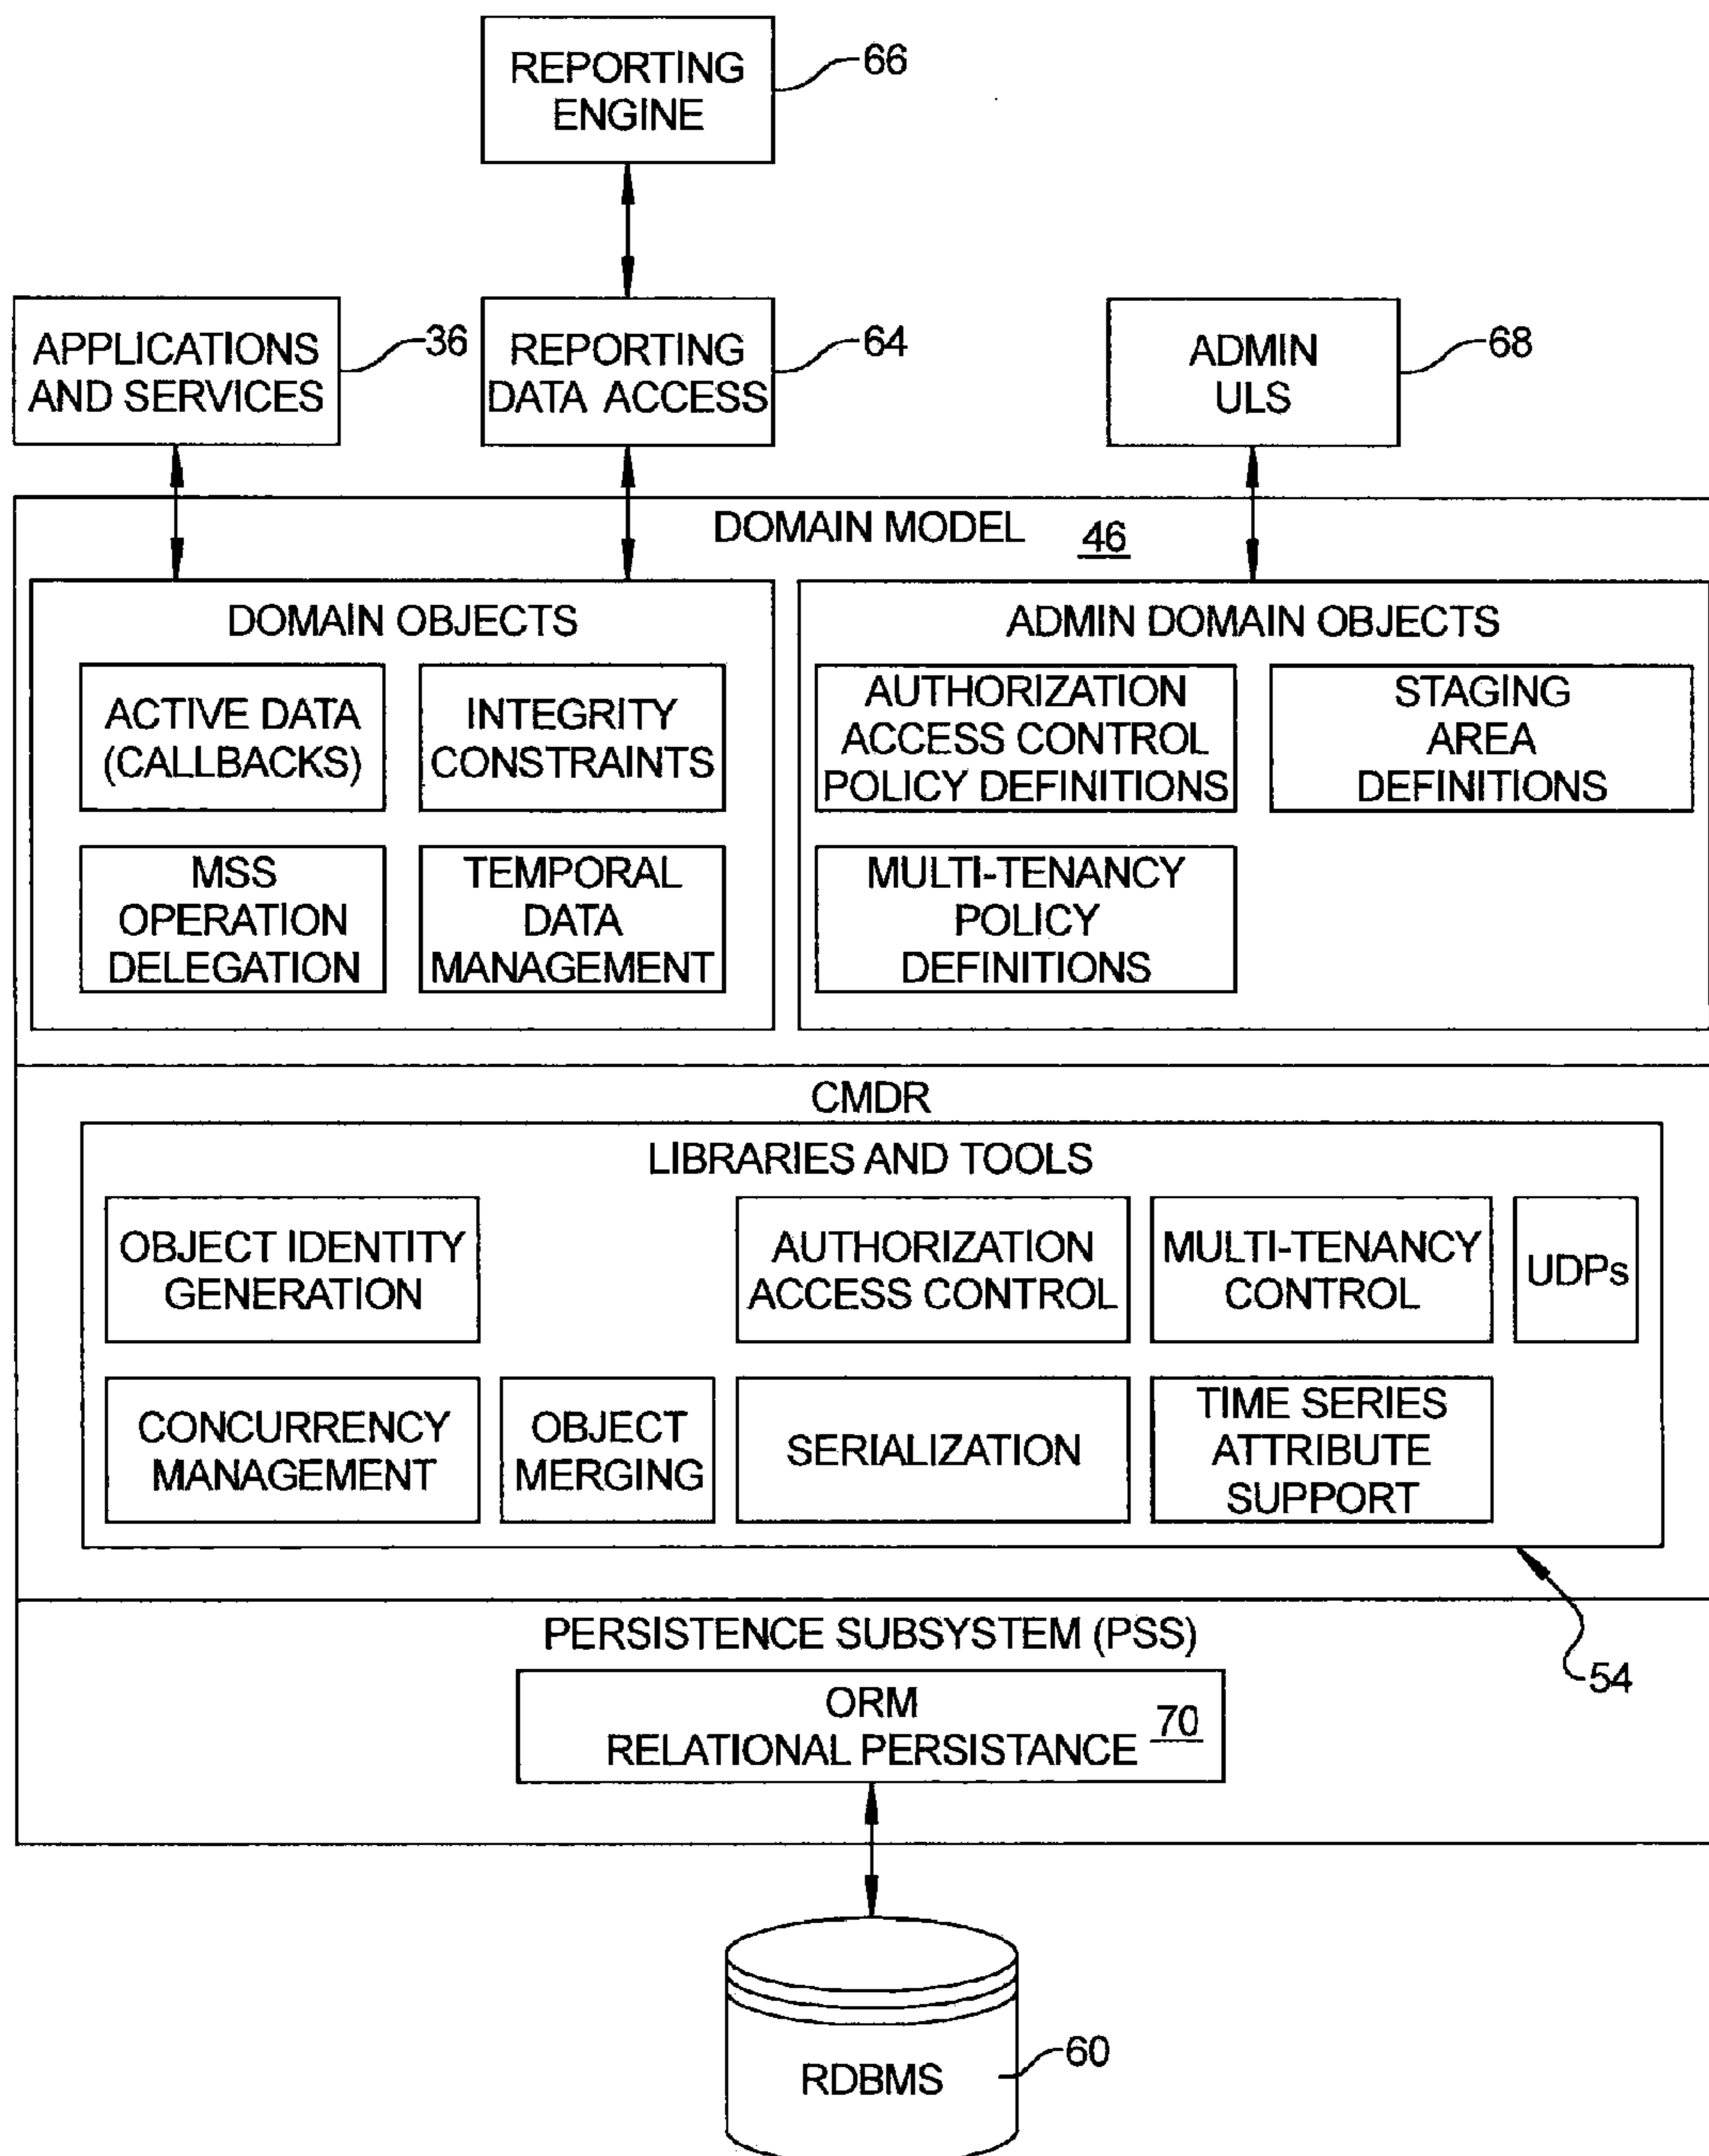 REPORTING
ENGINE
66
APPLICATIONS
AND SERVICES
36
REPORTING
DATA ACCESS
64
ADMIN
ULS
68
DOMAIN MODEL 46
DOMAIN OBJECTS
ACTIVE DATA
(CALLBACKS)
INTEGRITY
CONSTRAINTS
MSS
OPERATION
DELEGATION
TEMPORAL
DATA
MANAGEMENT
ADMIN DOMAIN OBJECTS
AUTHORIZATION
ACCESS CONTROL
POLICY DEFINITIONS
STAGING
AREA
DEFINITIONS
MULTI-TENANCY
POLICY
DEFINITIONS
CMDR
LIBRARIES AND TOOLS
OBJECT IDENTITY
GENERATION
AUTHORIZATION
ACCESS CONTROL
MULTI-TENANCY
CONTROL
UDPs
CONCURRENCY
MANAGEMENT
OBJECT
MERGING
SERIALIZATION
TIME SERIES
ATTRIBUTE
SUPPORT
54
PERSISTENCE SUBSYSTEM (PSS)
ORM
RELATIONAL PERSISTANCE 70
RDBMS
60